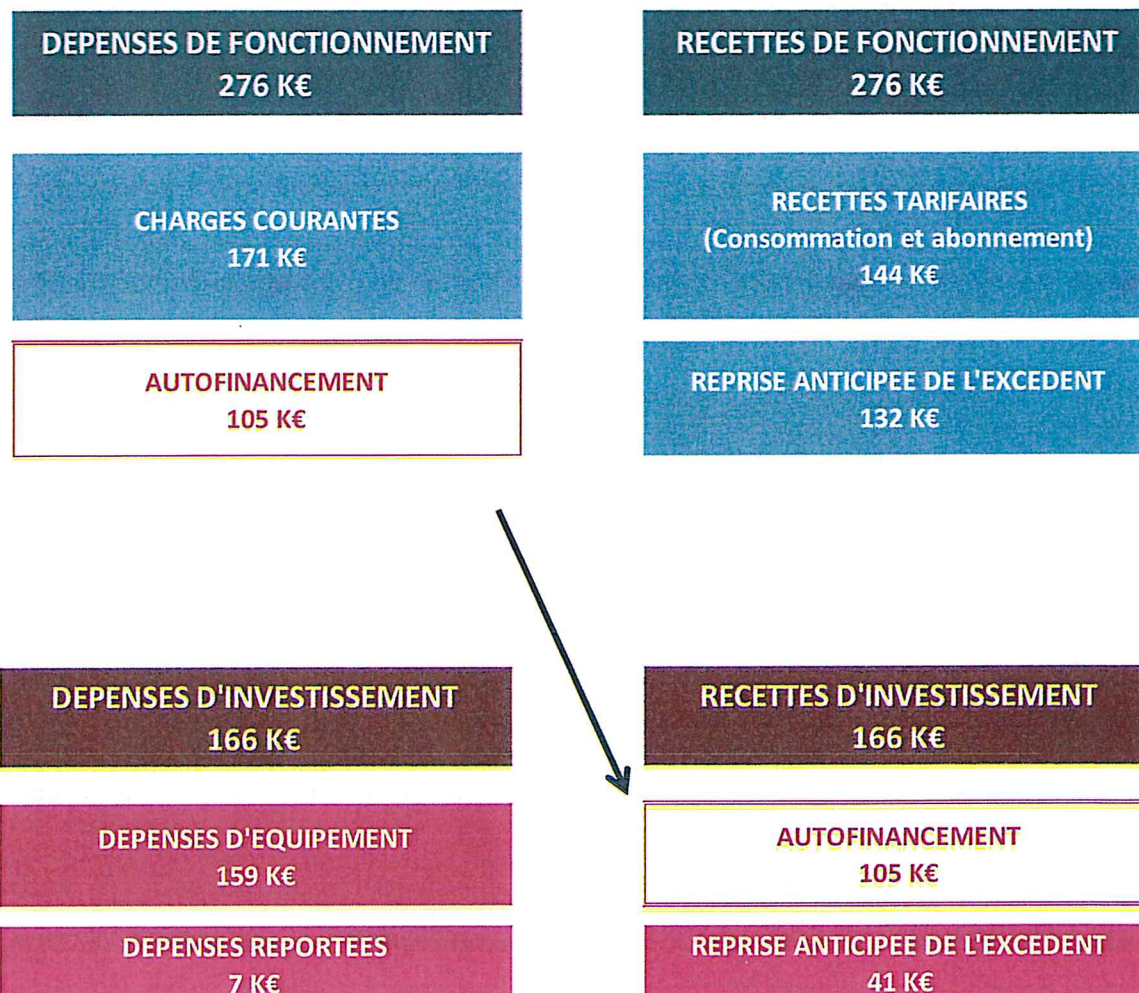 DEPENSES DE FONCTIONNEMENT
276 K€
RECETTES DE FONCTIONNEMENT
276 K€
CHARGES COURANTES
171 K€
RECETTES TARIFAIRES
(Consommation et abonnement)
144 K€
AUTOFINANCEMENT
105 K€
REPRISE ANTICIPEE DE L'EXCEDENT
132 K€
DEPENSES D'INVESTISSEMENT
166 K€
RECETTES D'INVESTISSEMENT
166 K€
DEPENSES D'EQUIPEMENT
159 K€
AUTOFINANCEMENT
105 K€
DEPENSES REPORTEES
7 K€
REPRISE ANTICIPEE DE L'EXCEDENT
41 K€